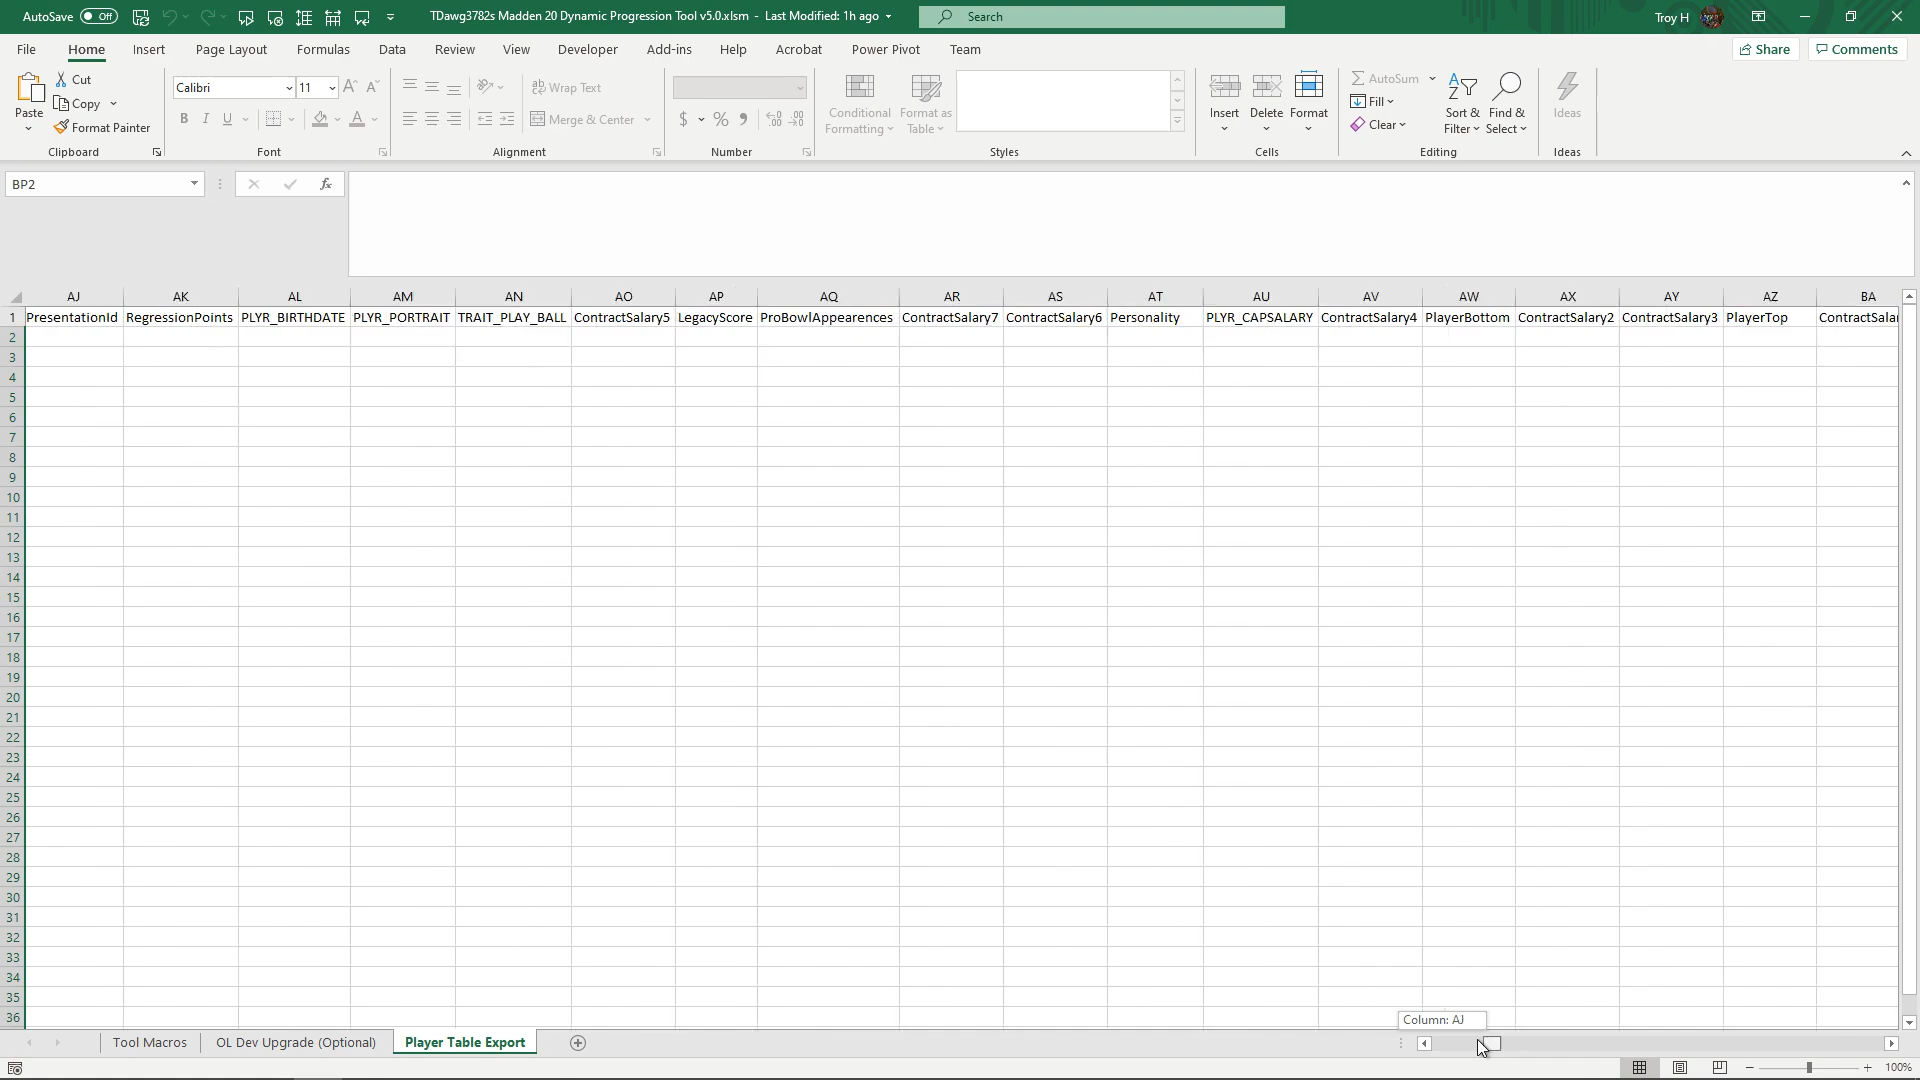 AutoSave Off TDawg3782s Madden 20 Dynamic Progression Tool v5.0.xlsm - Last Modified: 1h ago Search Troy H
File Home Insert Page Layout Formulas Data Review View Developer Add-ins Help Acrobat Power Pivot Team Share Comments
Paste
Cut
Copy
Format Painter
Clipboard
Calibri 11
B I U A
Font
ab Wrap Text
Merge & Center
Alignment
$ %
Number
Conditional Formatting
Format as Table
Styles
Insert Delete Format
Cells
AutoSum
Fill
Clear
Sort & Filter
Find & Select
Editing
Ideas
Ideas
BP2 fx
AJ AK AL AM AN AO AP AQ AR AS AT AU AV AW AX AY AZ BA
1 PresentationId RegressionPoints PLYR_BIRTHDATE PLYR_PORTRAIT TRAIT_PLAY_BALL ContractSalary5 LegacyScore ProBowlAppearences ContractSalary7 ContractSalary6 Personality PLYR_CAPSALARY ContractSalary4 PlayerBottom ContractSalary2 ContractSalary3 PlayerTop ContractSalar
2
3
4
5
6
7
8
9
10
11
12
13
14
15
16
17
18
19
20
21
22
23
24
25
26
27
28
29
30
31
32
33
34
35
36
Column: AJ
Tool Macros OL Dev Upgrade (Optional) Player Table Export
100%